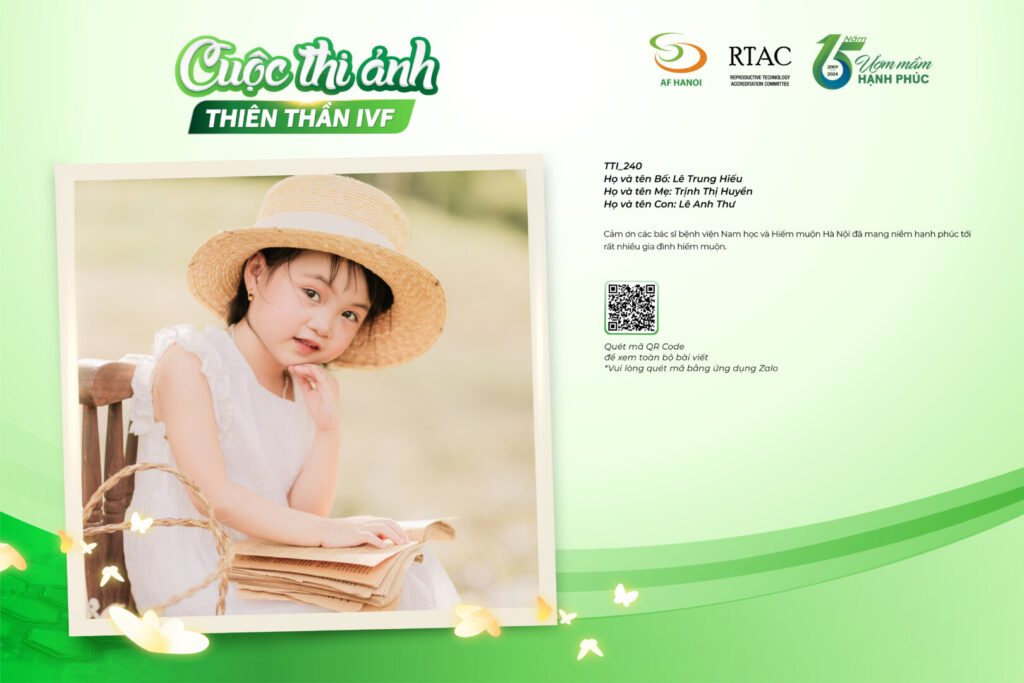 Cuộc thi ảnh
THIÊN THẦN IVF
AF HANOI
RTAC
REPRODUCTIVE TECHNOLOGY
ACCREDITATION COMMITTEE
15 Năm
2009
2024
Ươm mầm
HẠNH PHÚC
TTI_240
Họ và tên Bố: Lê Trung Hiếu
Họ và tên Mẹ: Trịnh Thị Huyền
Họ và tên Con: Lê Anh Thư
Cảm ơn các bác sĩ bệnh viện Nam học và Hiếm muộn Hà Nội đã mang niềm hạnh phúc tới
rất nhiều gia đình hiếm muộn.
Quét mã QR Code
để xem toàn bộ bài viết
*Vui lòng quét mã bằng ứng dụng Zalo